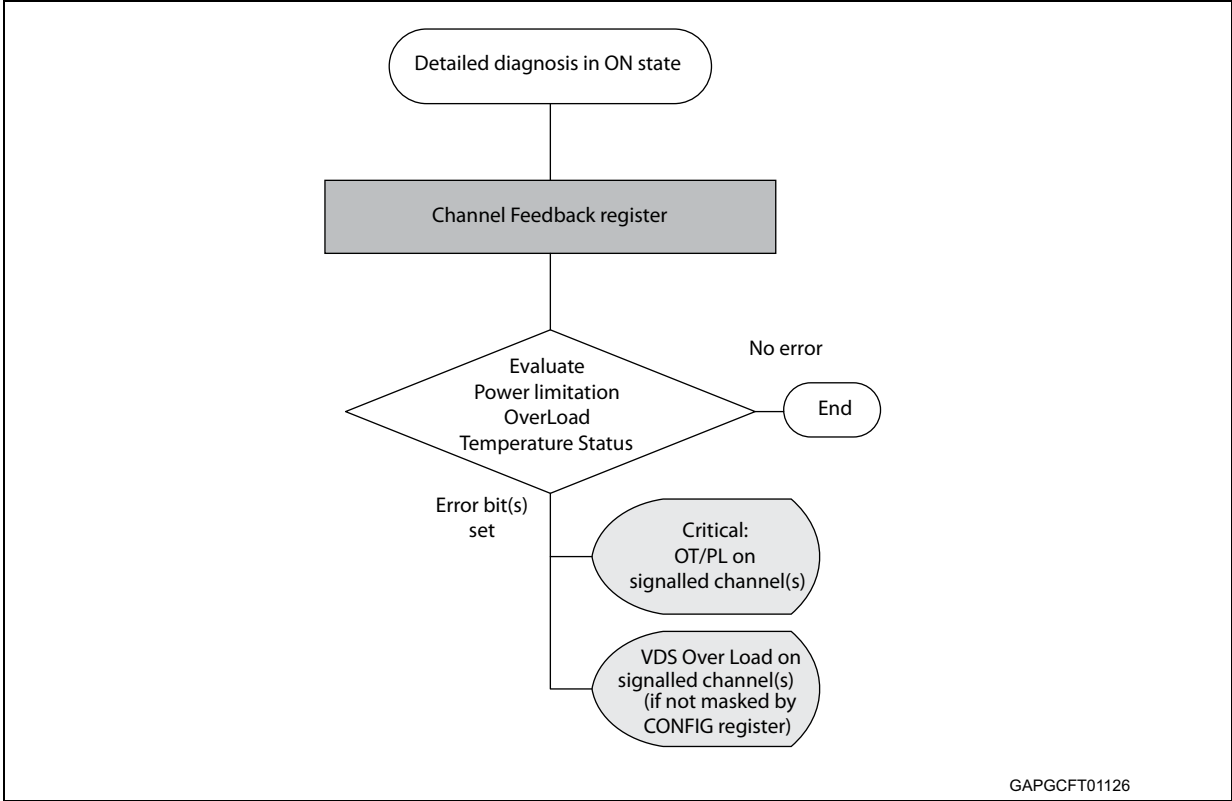 Detailed diagnosis in ON state
Channel Feedback register
No error
Evaluate
Power limitation
OverLoad
Temperature Status
End
Error bit(s)
set
Critical:
OT/PL on
signalled channel(s)
VDS Over Load on
signalled channel(s)
(if not masked by
CONFIG register)
GAPGCFT01126